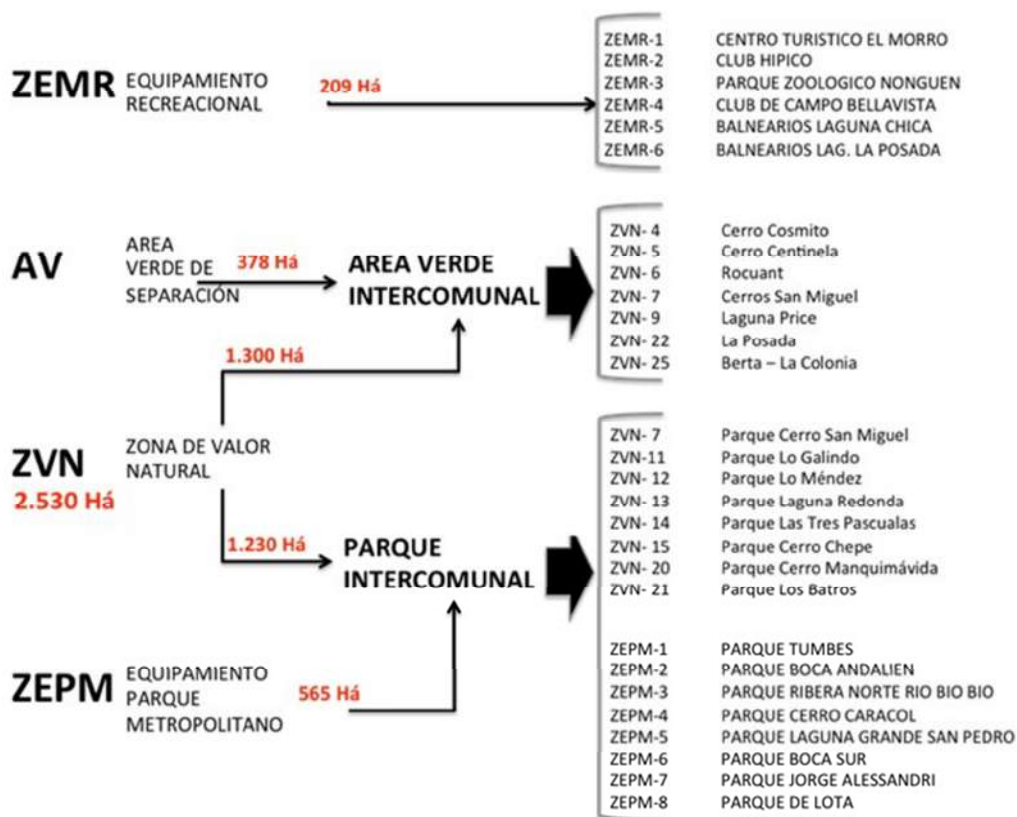 ZEMR EQUIPAMIENTO
RECREACIONAL
209 Há
ZEMR-1 CENTRO TURISTICO EL MORRO
ZEMR-2 CLUB HIPICO
ZEMR-3 PARQUE ZOOLOGICO NONGUEN
ZEMR-4 CLUB DE CAMPO BELLAVISTA
ZEMR-5 BALNEARIOS LAGUNA CHICA
ZEMR-6 BALNEARIOS LAG. LA POSADA
AV
AREA
VERDE DE
SEPARACIÓN
378 Há
AREA VERDE
INTERCOMUNAL
ZVN- 4 Cerro Cosmito
ZVN- 5 Cerro Centinela
ZVN- 6 Rocuant
ZVN- 7 Cerros San Miguel
ZVN- 9 Laguna Price
ZVN- 22 La Posada
ZVN- 25 Berta – La Colonia
1.300 Há
ZVN
2.530 Há
ZONA DE VALOR
NATURAL
1.230 Há
PARQUE
INTERCOMUNAL
ZVN- 7 Parque Cerro San Miguel
ZVN-11 Parque Lo Galindo
ZVN- 12 Parque Lo Méndez
ZVN- 13 Parque Laguna Redonda
ZVN- 14 Parque Las Tres Pascualas
ZVN- 15 Parque Cerro Chepe
ZVN- 20 Parque Cerro Manquimávida
ZVN- 21 Parque Los Batros
ZEPM
EQUIPAMIENTO
PARQUE
METROPOLITANO
565 Há
ZEPM-1 PARQUE TUMBES
ZEPM-2 PARQUE BOCA ANDALIEN
ZEPM-3 PARQUE RIBERA NORTE RIO BIO BIO
ZEPM-4 PARQUE CERRO CARACOL
ZEPM-5 PARQUE LAGUNA GRANDE SAN PEDRO
ZEPM-6 PARQUE BOCA SUR
ZEPM-7 PARQUE JORGE ALESSANDRI
ZEPM-8 PARQUE DE LOTA